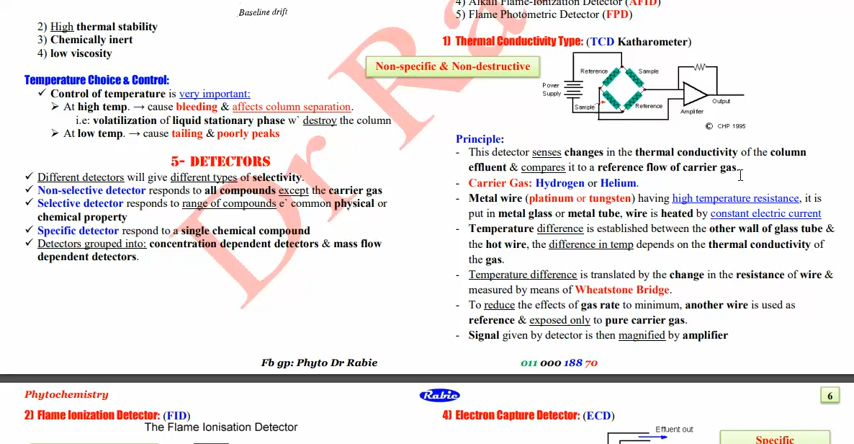 Baseline drift
2) High thermal stability
3) Chemically inert
4) low viscosity
Temperature Choice & Control:
✓ Control of temperature is very important:
➢ At high temp. → cause bleeding & affects column separation.
i.e: volatilization of liquid stationary phase w' destroy the column
➢ At low temp. → cause tailing & poorly peaks
5- DETECTORS
✓ Different detectors will give different types of selectivity.
✓ Non-selective detector responds to all compounds except the carrier gas
✓ Selective detector responds to range of compounds e' common physical or
chemical property
✓ Specific detector respond to a single chemical compound
✓ Detectors grouped into: concentration dependent detectors & mass flow
dependent detectors.
4) Alkali Flame-Ionization Detector (AFID)
5) Flame Photometric Detector (FPD)
1) Thermal Conductivity Type: (TCD Katharometer)
Non-specific & Non-destructive
Reference
Sample
Power
Supply
Sample
Reference
Output
Amplifier
© CHP 1995
Principle:
- This detector senses changes in the thermal conductivity of the column
effluent & compares it to a reference flow of carrier gas.
- Carrier Gas: Hydrogen or Helium.
- Metal wire (platinum or tungsten) having high temperature resistance, it is
put in metal glass or metal tube, wire is heated by constant electric current
- Temperature difference is established between the other wall of glass tube &
the hot wire, the difference in temp depends on the thermal conductivity of
the gas.
- Temperature difference is translated by the change in the resistance of wire &
measured by means of Wheatstone Bridge.
- To reduce the effects of gas rate to minimum, another wire is used as
reference & exposed only to pure carrier gas.
- Signal given by detector is then magnified by amplifier
Dr Ra
Fb gp: Phyto Dr Rabie
011 000 188 70
Phytochemistry
Rabie
6
2) Flame Ionization Detector: (FID)
The Flame Ionisation Detector
4) Electron Capture Detector: (ECD)
Effluent out
Specific